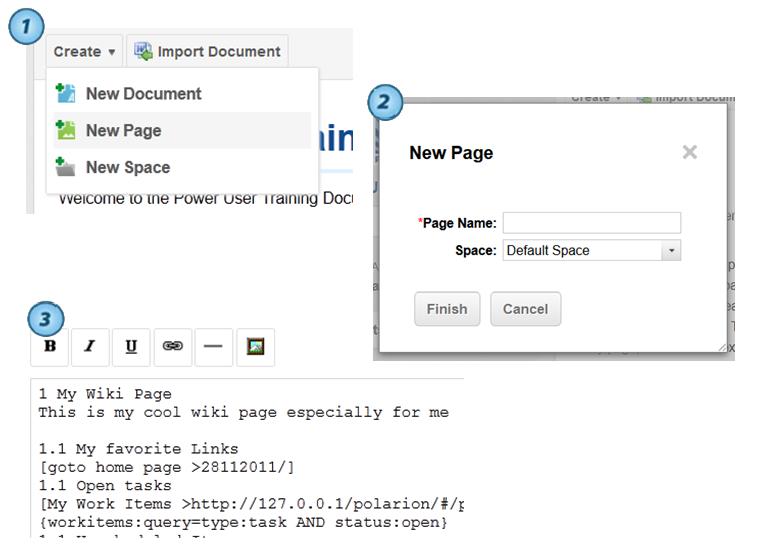 1
Create
Import Document
New Document
New Page
New Space
Welcome to the Power User Training Docu
2
New Page
*Page Name:
Space: Default Space
Finish
Cancel
3
B I U
1 My Wiki Page
This is my cool wiki page especially for me
1.1 My favorite Links
[goto home page >28112011/]
1.1 Open tasks
[My Work Items >http://127.0.0.1/polarion/#/p
{workitems:query=type:task AND status:open}